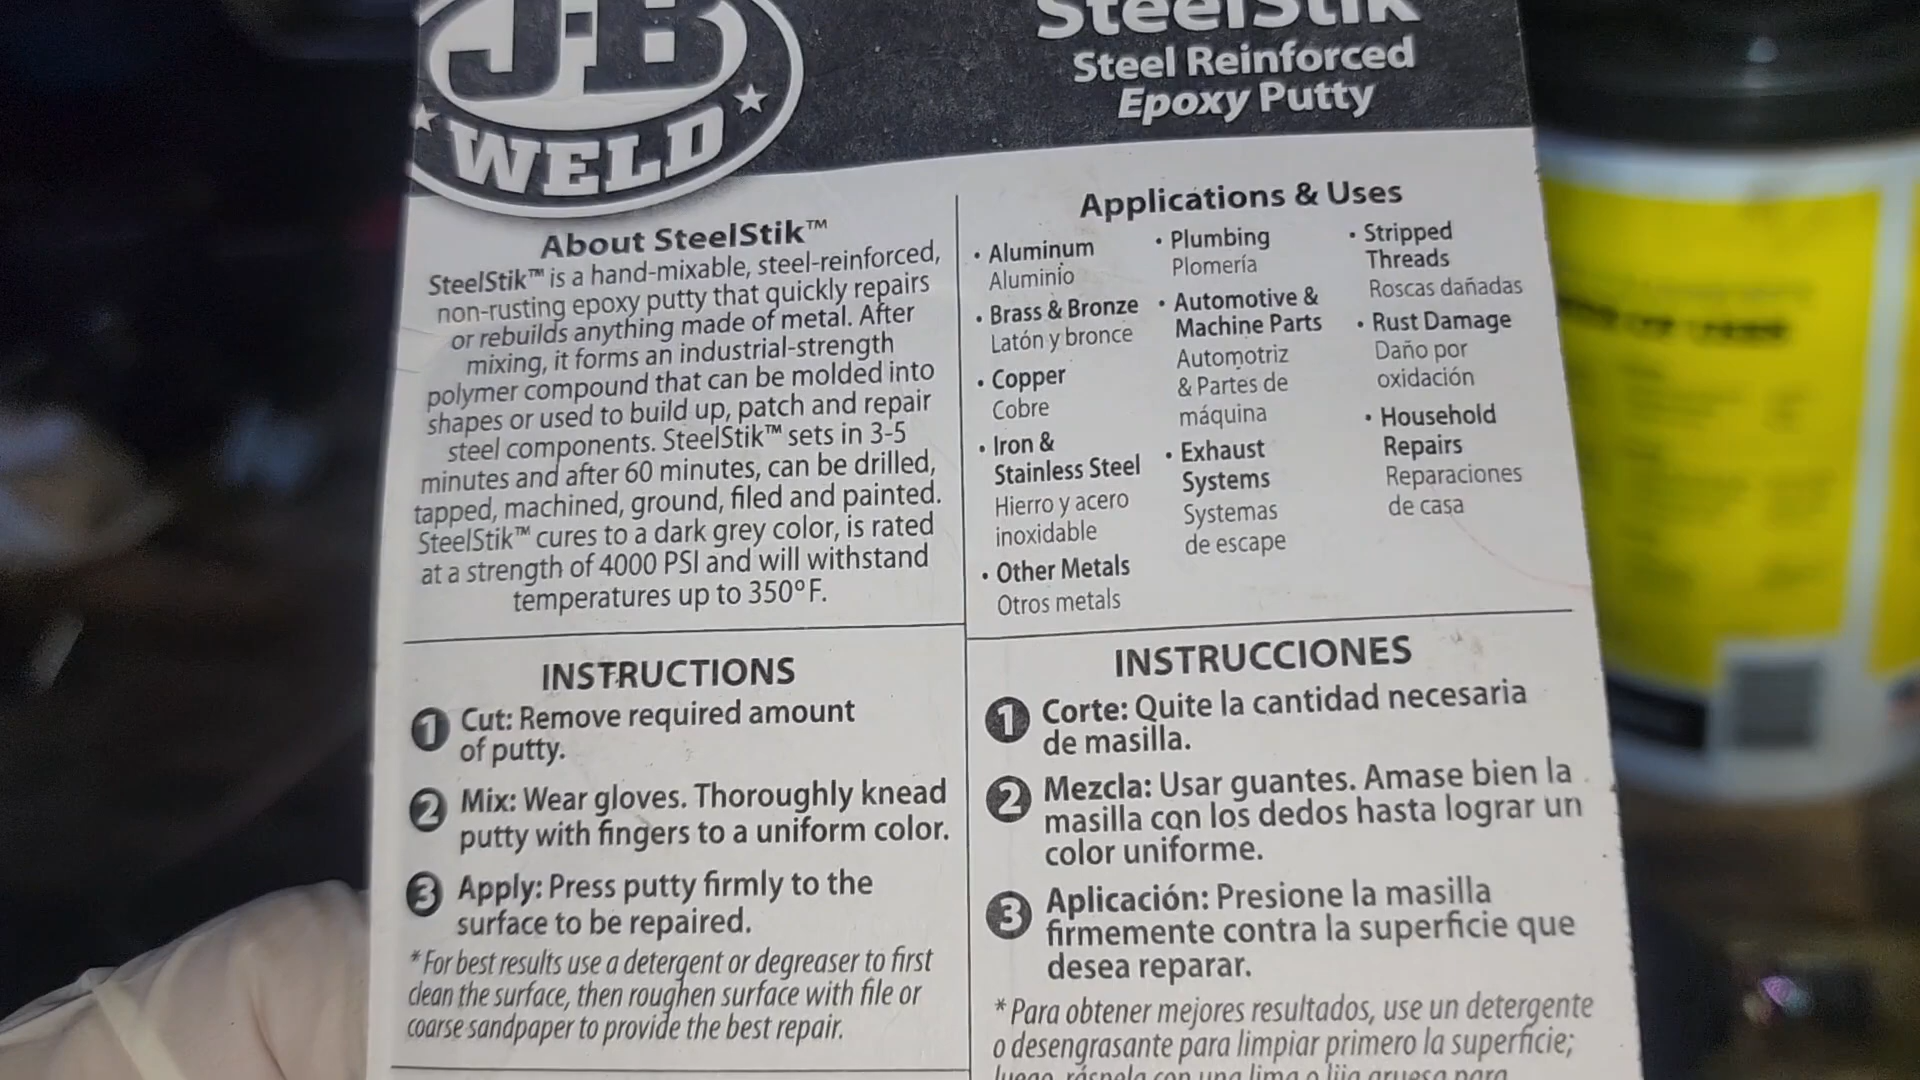 J-B
WELD
SteelStik
Steel Reinforced
Epoxy Putty
About SteelStik™
SteelStik™ is a hand-mixable, steel-reinforced,
non-rusting epoxy putty that quickly repairs
or rebuilds anything made of metal. After
mixing, it forms an industrial-strength
polymer compound that can be molded into
shapes or used to build up, patch and repair
steel components. SteelStik™ sets in 3-5
minutes and after 60 minutes, can be drilled,
tapped, machined, ground, filed and painted.
SteelStik™ cures to a dark grey color, is rated
at a strength of 4000 PSI and will withstand
temperatures up to 350°F.
Applications & Uses
• Aluminum
Aluminio
• Brass & Bronze
Latón y bronce
• Copper
Cobre
• Iron &
Stainless Steel
Hierro y acero
inoxidable
• Other Metals
Otros metals
• Plumbing
Plomería
• Automotive &
Machine Parts
Automotriz
& Partes de
máquina
• Exhaust
Systems
Systemas
de escape
• Stripped
Threads
Roscas dañadas
• Rust Damage
Daño por
oxidación
• Household
Repairs
Reparaciones
de casa
INSTRUCTIONS
1 Cut: Remove required amount
of putty.
2 Mix: Wear gloves. Thoroughly knead
putty with fingers to a uniform color.
3 Apply: Press putty firmly to the
surface to be repaired.
*For best results use a detergent or degreaser to first
clean the surface, then roughen surface with file or
coarse sandpaper to provide the best repair.
INSTRUCCIONES
1 Corte: Quite la cantidad necesaria
de masilla.
2 Mezcla: Usar guantes. Amase bien la
masilla con los dedos hasta lograr un
color uniforme.
3 Aplicación: Presione la masilla
firmemente contra la superficie que
desea reparar.
* Para obtener mejores resultados, use un detergente
o desengrasante para limpiar primero la superficie;
luego, ráspela con una lima o lija gruesa para